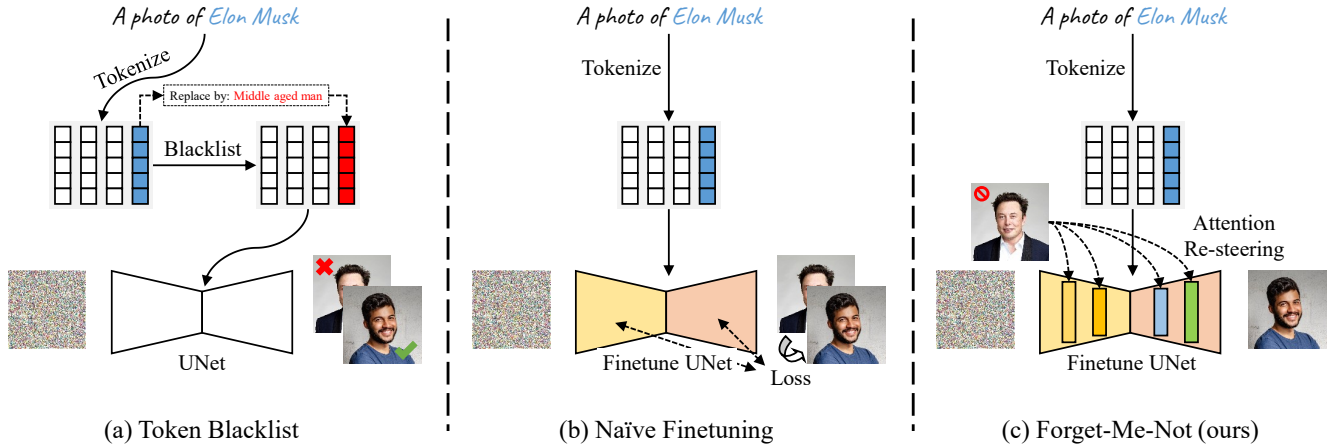 A photo of Elon Musk
Tokenize
Replace by: Middle aged man
Blacklist
UNet
(a) Token Blacklist
A photo of Elon Musk
Tokenize
Finetune UNet
Loss
(b) Naïve Finetuning
A photo of Elon Musk
Tokenize
Attention
Re-steering
Finetune UNet
(c) Forget-Me-Not (ours)